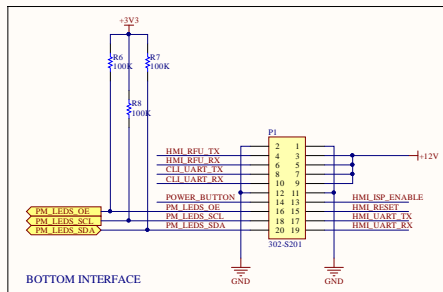 +3V3
R6
100K
R7
100K
R8
100K
P1
2 1
HMI_RFU_TX 4 3 +12V
HMI_RFU_RX 6 5
CLI_UART_TX 8 7
CLI_UART_RX 10 9
12 11
POWER_BUTTON 14 13 HMI_ISP_ENABLE
PM_LEDS_OE PM_LEDS_OE 16 15 HMI_RESET
PM_LEDS_SCL PM_LEDS_SCL 18 17 HMI_UART_TX
PM_LEDS_SDA PM_LEDS_SDA 20 19 HMI_UART_RX
302-S201
BOTTOM INTERFACE
GND GND